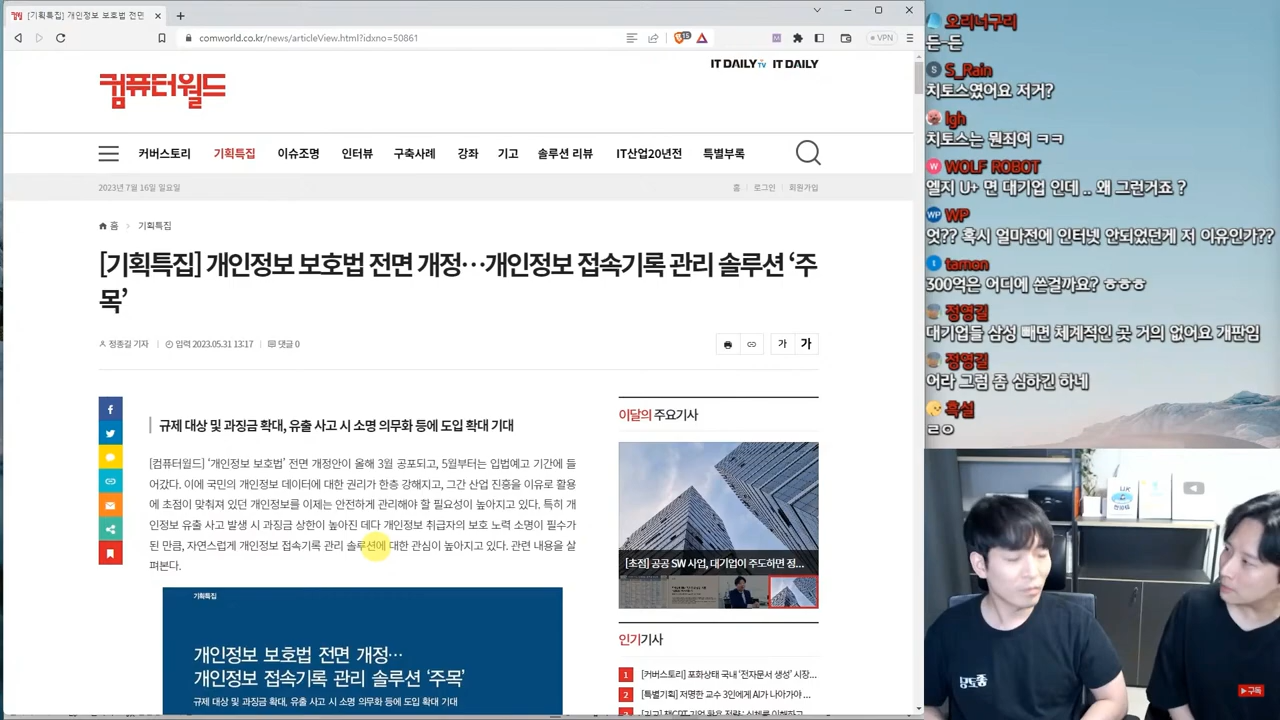 [기획특집] 개인정보 보호법 전면
comworld.co.kr/news/articleView.html?idxno=50861
15
VPN
IT DAILY TV IT DAILY
컴퓨터월드
커버스토리 기획특집 이슈조명 인터뷰 구축사례 강좌 기고 솔루션 리뷰 IT산업20년전 특별부록
2023년 7월 16일 일요일
홈 로그인 회원가입
홈 > 기획특집
[기획특집] 개인정보 보호법 전면 개정…개인정보 접속기록 관리 솔루션 ‘주
목’
정종길 기자 입력 2023.05.31 13:17 댓글 0
가 가
규제 대상 및 과징금 확대, 유출 사고 시 소명 의무화 등에 도입 확대 기대
[컴퓨터월드] ‘개인정보 보호법’ 전면 개정안이 올해 3월 공포되고, 5월부터는 입법예고 기간에 들
어갔다. 이에 국민의 개인정보 데이터에 대한 권리가 한층 강해지고, 그간 산업 진흥을 이유로 활용
에 초점이 맞춰져 있던 개인정보를 이제는 안전하게 관리해야 할 필요성이 높아지고 있다. 특히 개
인정보 유출 사고 발생 시 과징금 상한이 높아진 데다 개인정보 취급자의 보호 노력 소명이 필수가
된 만큼, 자연스럽게 개인정보 접속기록 관리 솔루션에 대한 관심이 높아지고 있다. 관련 내용을 살
펴본다.
기획특집
개인정보 보호법 전면 개정…
개인정보 접속기록 관리 솔루션 ‘주목’
규제 대상 및 과징금 확대, 유출 사고 시 소명 의무화 등에 도입 확대 기대
이달의 주요기사
[초점] 공공 SW 사업, 대기업이 주도하면 정...
인기기사
1 [커버스토리] 포화상태 국내 ‘전자문서 생성’ 시장...
2 [특별기획] 저명한 교수 3인에게 AI가 나아가야 ...
오리너구리
든-든
S S_Rain
치토스였어요 저거?
lgh
치토스는 뭔죄여 ㅋㅋ
W WOLF ROBOT
엘지 U+ 면 대기업 인데 .. 왜 그런거죠 ?
WP WP
엇?? 혹시 얼마전에 인터넷 안되었던게 저 이유인가??
t tamon
300억은 어디에 쓴걸까요? ㅎㅎㅎ
정영길
대기업들 삼성 빼면 체계적인 곳 거의 없어요 개판임
정영길
어라 그럼 좀 심하긴 하네
흑설
ㄹㅇ
구독